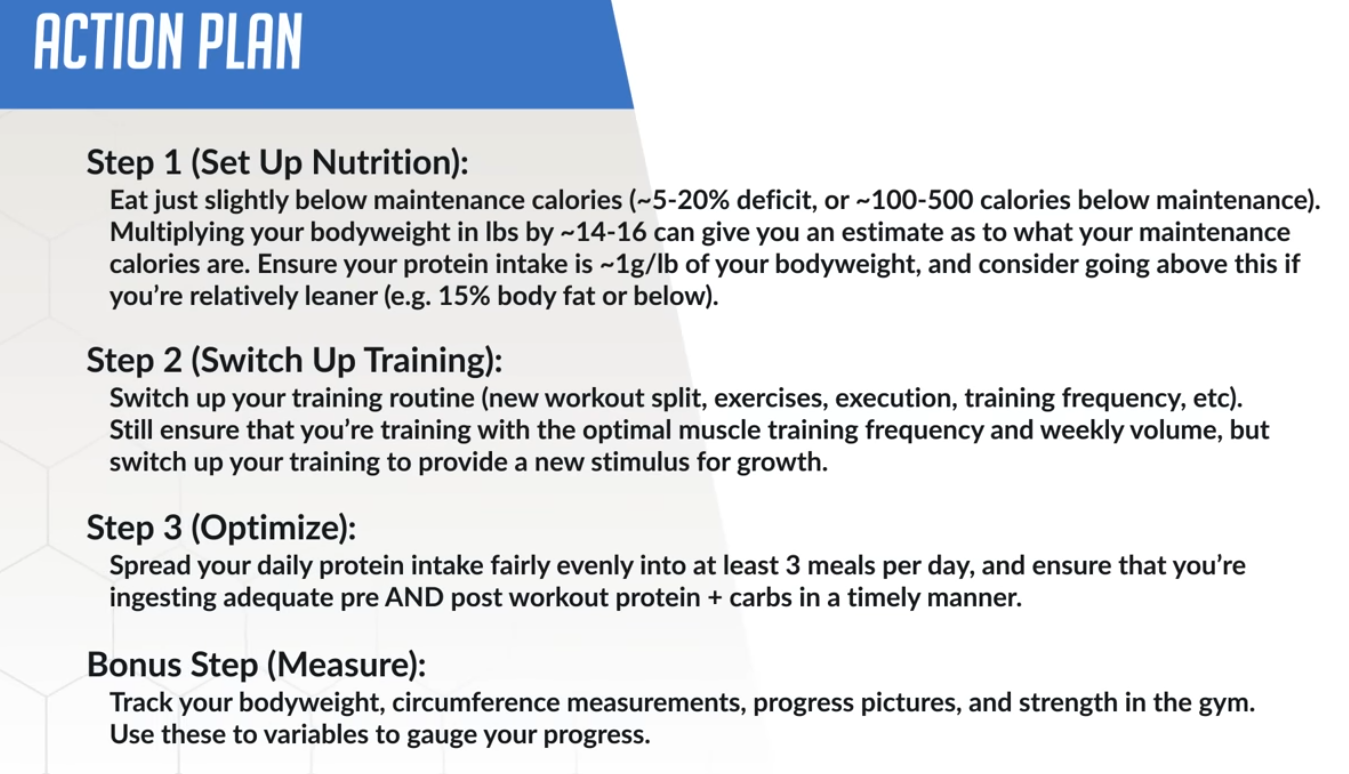 ACTION PLAN
Step 1 (Set Up Nutrition):
Eat just slightly below maintenance calories (~5-20% deficit, or ~100-500 calories below maintenance).
Multiplying your bodyweight in lbs by ~14-16 can give you an estimate as to what your maintenance
calories are. Ensure your protein intake is ~1g/lb of your bodyweight, and consider going above this if
you’re relatively leaner (e.g. 15% body fat or below).
Step 2 (Switch Up Training):
Switch up your training routine (new workout split, exercises, execution, training frequency, etc).
Still ensure that you’re training with the optimal muscle training frequency and weekly volume, but
switch up your training to provide a new stimulus for growth.
Step 3 (Optimize):
Spread your daily protein intake fairly evenly into at least 3 meals per day, and ensure that you’re
ingesting adequate pre AND post workout protein + carbs in a timely manner.
Bonus Step (Measure):
Track your bodyweight, circumference measurements, progress pictures, and strength in the gym.
Use these to variables to gauge your progress.